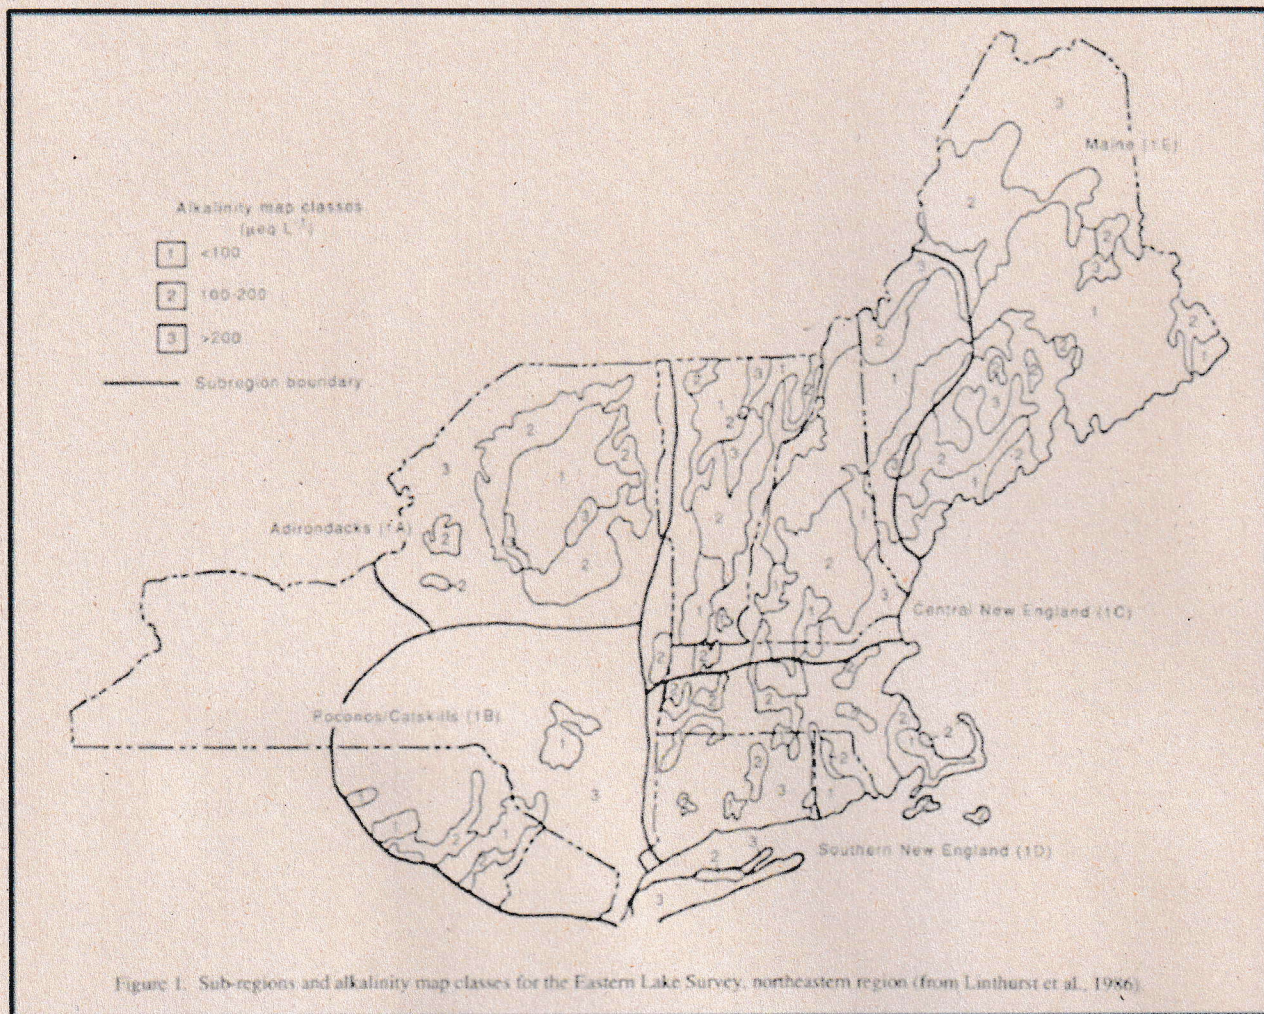 Maine (1E)
Alkalinity map classes
(µeq L⁻¹)
1 <100
2 100-200
3 >200
Subregion boundary
Adirondacks (1A)
Central New England (1C)
Poconos/Catskills (1B)
Southern New England (1D)
Figure 1. Sub-regions and alkalinity map classes for the Eastern Lake Survey, northeastern region (from Linthurst et al., 1986).